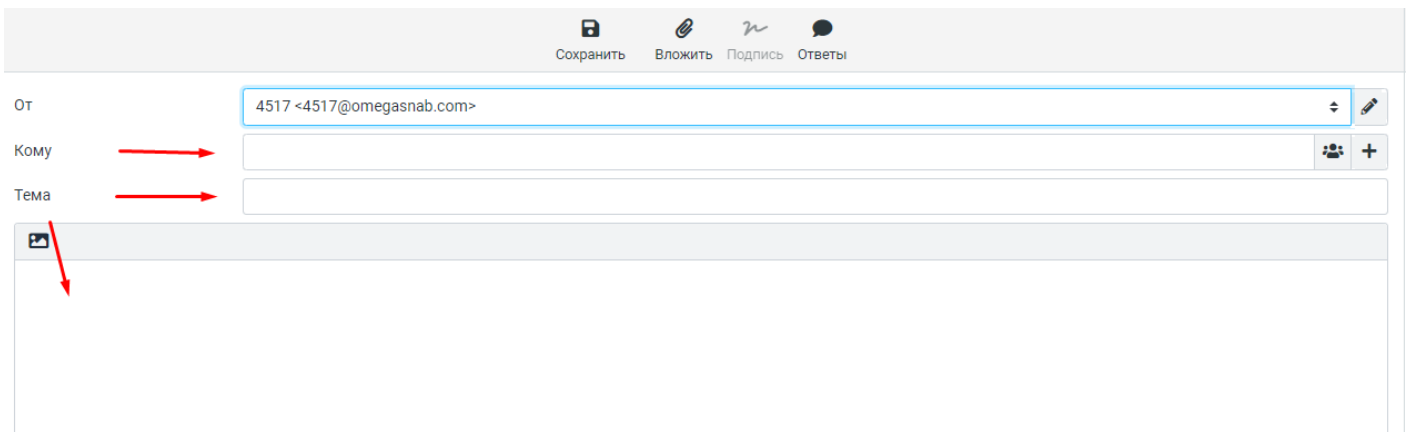 Сохранить Вложить Подпись Ответы
От 4517 <4517@omegasnab.com>
Кому
Тема